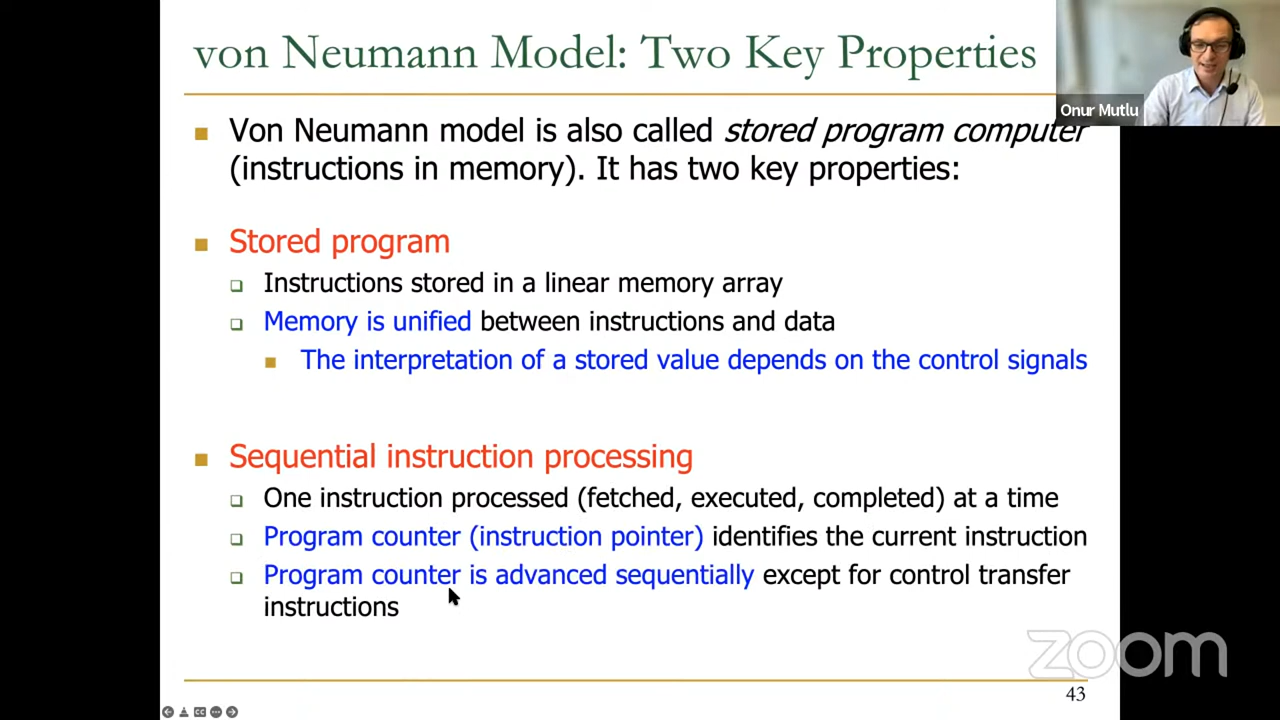 von Neumann Model: Two Key Properties
Onur Mutlu
Von Neumann model is also called stored program computer
(instructions in memory). It has two key properties:
Stored program
Instructions stored in a linear memory array
Memory is unified between instructions and data
The interpretation of a stored value depends on the control signals
Sequential instruction processing
One instruction processed (fetched, executed, completed) at a time
Program counter (instruction pointer) identifies the current instruction
Program counter is advanced sequentially except for control transfer
instructions
zoom
43
CC